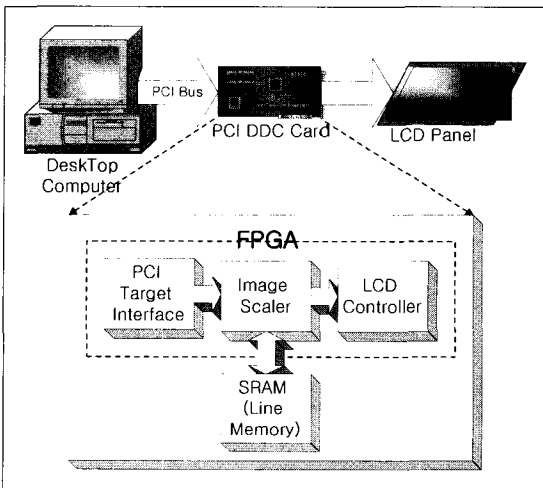 PCI Bus
PCI DDC Card
LCD Panel
DeskTop
Computer
FPGA
PCI
Target
Interface
Image
Scaler
LCD
Controller
SRAM
(Line
Memory)